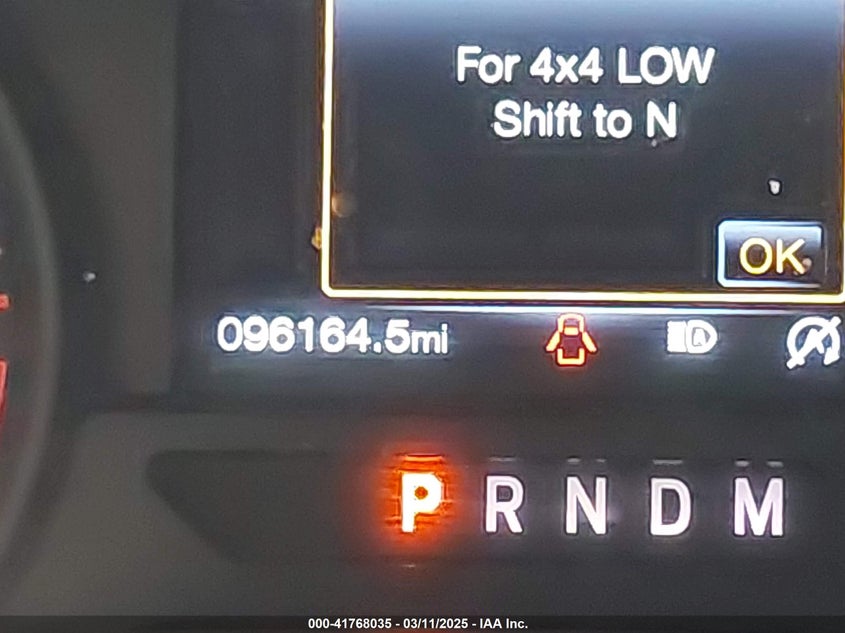 For 4x4 LOW
Shift to N
OK
096164.5mi
A A
P R N D M
000-41768035 - 03/11/2025 - IAA Inc.